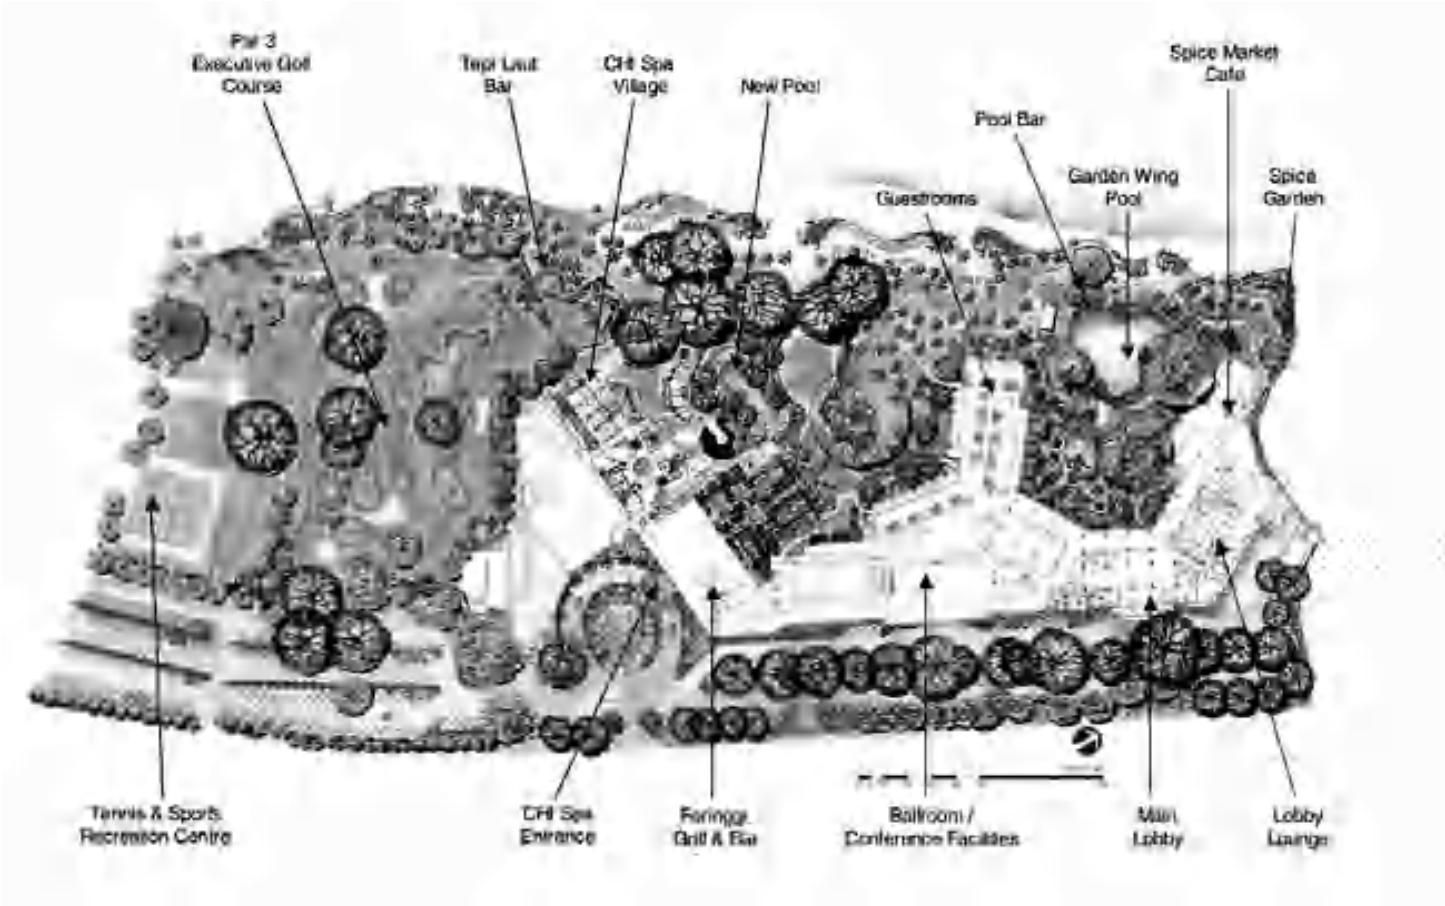 Par 3
Executive Golf
Course
Tepi Laut
Bar
CHI Spa
Village
New Pool
Pool Bar
Spice Market
Cafe
Garden Wing
Pool
Spice
Garden
Guestrooms
Tennis & Sports
Recreation Centre
CHI Spa
Entrance
Feringgi
Grill & Bar
Ballroom /
Conference Facilities
Main
Lobby
Lobby
Lounge